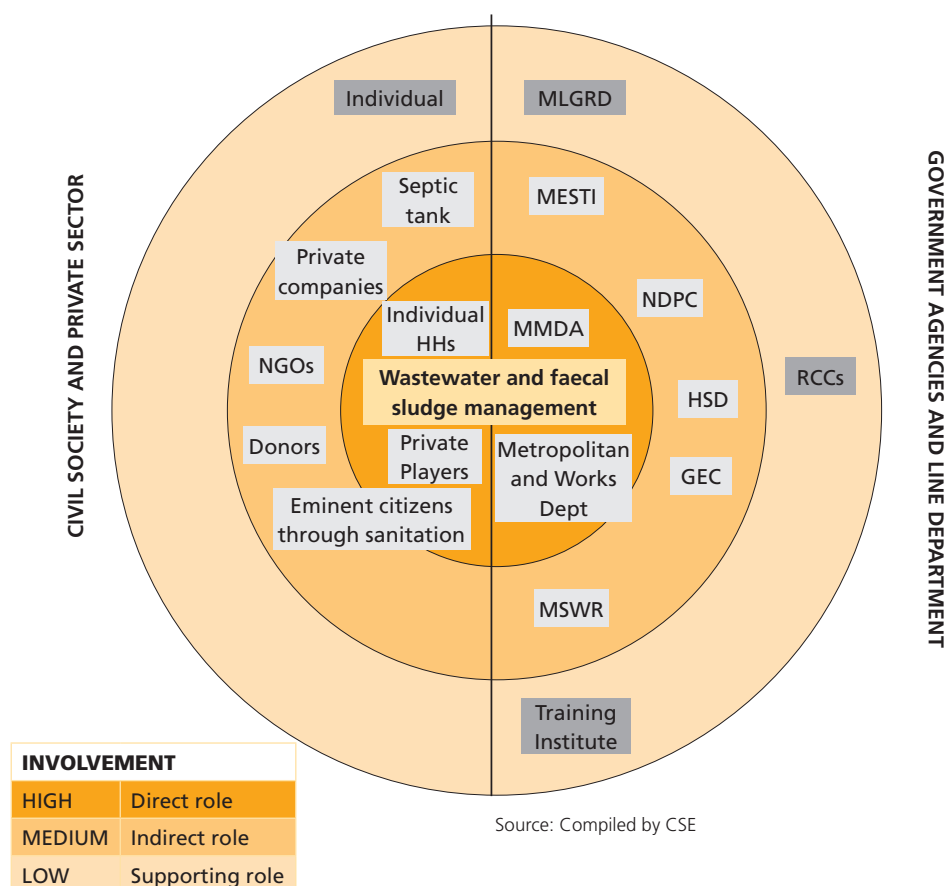 Individual
MLGRD
CIVIL SOCIETY AND PRIVATE SECTOR
GOVERNMENT AGENCIES AND LINE DEPARTMENT
Septic
tank
MESTI
Private
companies
NDPC
Individual
HHs
MMDA
NGOs
Wastewater and faecal
sludge management
RCCs
HSD
Donors
Private
Players
Metropolitan
and Works
Dept
GEC
Eminent citizens
through sanitation
MSWR
Training
Institute
INVOLVEMENT
HIGH Direct role
MEDIUM Indirect role
LOW Supporting role
Source: Compiled by CSE